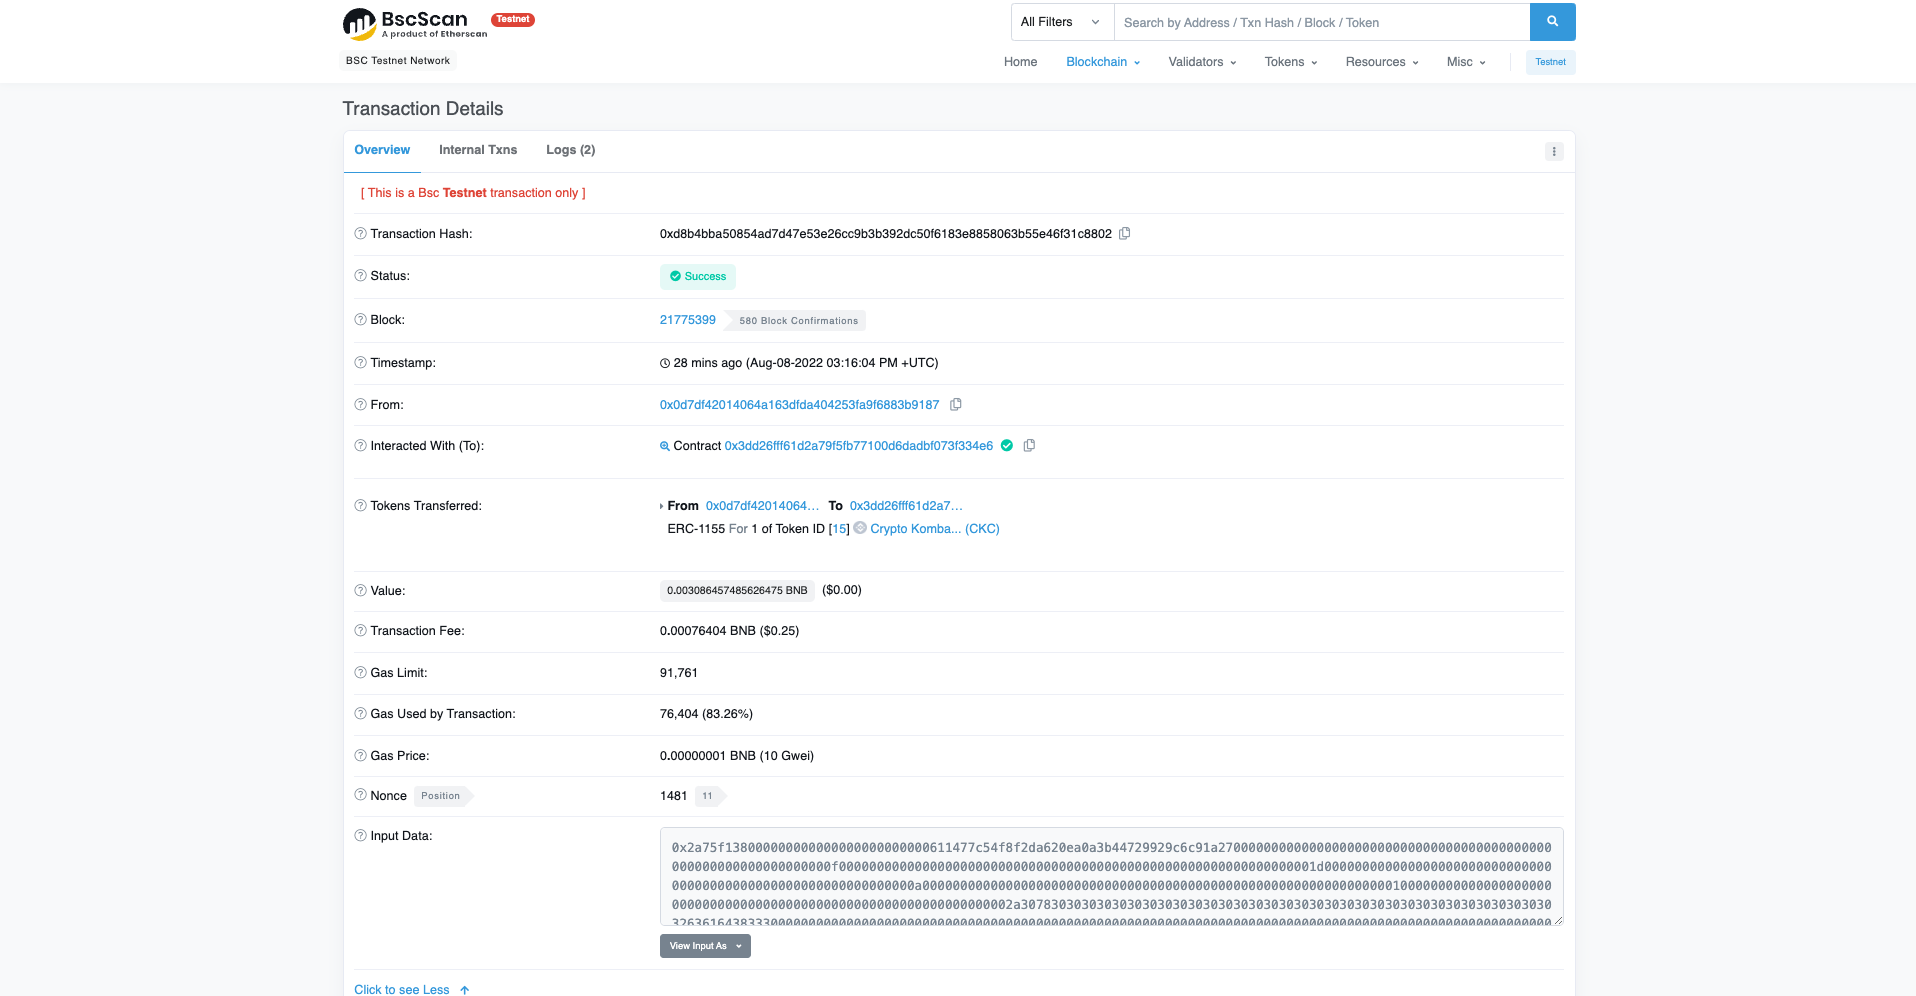 BscScan Testnet
A product of Etherscan
BSC Testnet Network
All Filters Search by Address / Txn Hash / Block / Token
Home Blockchain Validators Tokens Resources Misc Testnet
Transaction Details
Overview Internal Txns Logs (2)
[ This is a Bsc Testnet transaction only ]
Transaction Hash: 0xd8b4bba50854ad7d47e53e26cc9b3b392dc50f6183e8858063b55e46f31c8802
Status: Success
Block: 21775399 580 Block Confirmations
Timestamp: 28 mins ago (Aug-08-2022 03:16:04 PM +UTC)
From: 0x0d7df42014064a163dfda404253fa9f6883b9187
Interacted With (To): Contract 0x3dd26fff61d2a79f5fb77100d6dadbf073f334e6
Tokens Transferred: From 0x0d7df42014064... To 0x3dd26fff61d2a7...
ERC-1155 For 1 of Token ID [15] Crypto Komba... (CKC)
Value: 0.003086457485626475 BNB ($0.00)
Transaction Fee: 0.00076404 BNB ($0.25)
Gas Limit: 91,761
Gas Used by Transaction: 76,404 (83.26%)
Gas Price: 0.00000001 BNB (10 Gwei)
Nonce Position 1481 11
Input Data:
View Input As
Click to see Less